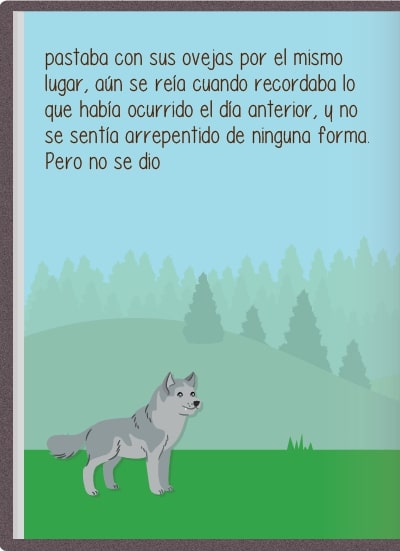 pastaba con sus ovejas por el mismo
lugar, aún se reía cuando recordaba lo
que había ocurrido el día anterior, y no
se sentía arrepentido de ninguna forma.
Pero no se dio